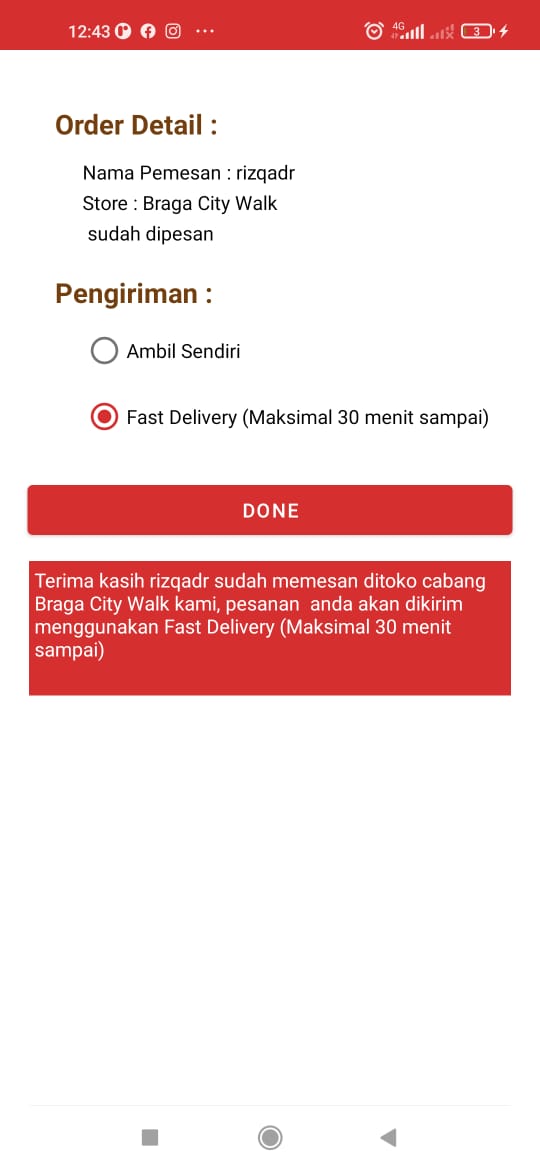 12:43
4G
3
Order Detail :
Nama Pemesan : rizqadr
Store : Braga City Walk
sudah dipesan
Pengiriman :
Ambil Sendiri
Fast Delivery (Maksimal 30 menit sampai)
DONE
Terima kasih rizqadr sudah memesan ditoko cabang
Braga City Walk kami, pesanan  anda akan dikirim
menggunakan Fast Delivery (Maksimal 30 menit
sampai)